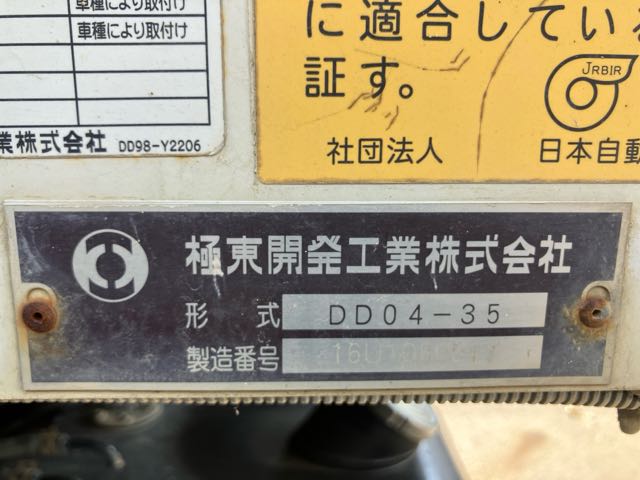 車種により取付け
車種により取付け
業株式会社 DD98-Y2206
に適合している
証す。
JRBIR
社団法人 日本自動
極東開発工業株式会社
形式 DD04-35
製造番号